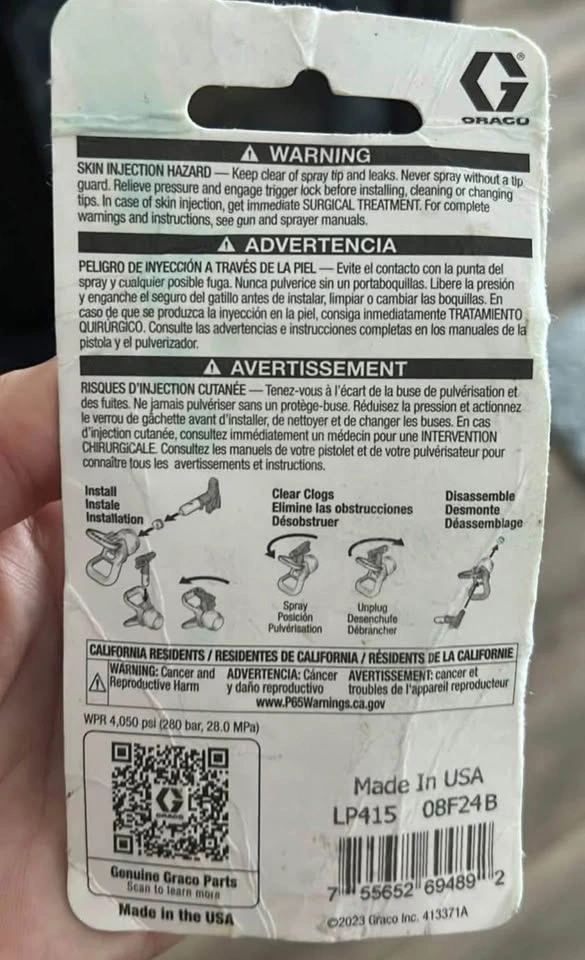 GRACO
WARNING
SKIN INJECTION HAZARD — Keep clear of spray tip and leaks. Never spray without a tip
guard. Relieve pressure and engage trigger lock before installing, cleaning or changing
tips. In case of skin injection, get immediate SURGICAL TREATMENT. For complete
warnings and instructions, see gun and sprayer manuals.
ADVERTENCIA
PELIGRO DE INYECCIÓN A TRAVÉS DE LA PIEL — Evite el contacto con la punta del
spray y cualquier posible fuga. Nunca pulverice sin un portaboquillas. Libere la presión
y enganche el seguro del gatillo antes de instalar, limpiar o cambiar las boquillas. En
caso de que se produzca la inyección en la piel, consiga inmediatamente TRATAMIENTO
QUIRÚRGICO. Consulte las advertencias e instrucciones completas en los manuales de la
pistola y el pulverizador.
AVERTISSEMENT
RISQUES D'INJECTION CUTANÉE — Tenez-vous à l'écart de la buse de pulvérisation et
des fuites. Ne jamais pulvériser sans un protège-buse. Réduisez la pression et actionnez
le verrou de gâchette avant d'installer, de nettoyer et de changer les buses. En cas
d'injection cutanée, consultez immédiatement un médecin pour une INTERVENTION
CHIRURGICALE. Consultez les manuels de votre pistolet et de votre pulvérisateur pour
connaître tous les avertissements et instructions.
Install
Instale
Installation
Clear Clogs
Elimine las obstrucciones
Désobstruer
Disassemble
Desmonte
Déassemblage
Spray
Posición
Pulvérisation
Unplug
Desenchufe
Débrancher
CALIFORNIA RESIDENTS / RESIDENTES DE CALIFORNIA / RÉSIDENTS DE LA CALIFORNIE
WARNING: Cancer and
Reproductive Harm
ADVERTENCIA: Cáncer
y daño reproductivo
AVERTISSEMENT: cancer et
troubles de l'appareil reproducteur
www.P65Warnings.ca.gov
WPR 4,050 psi (280 bar, 28.0 MPa)
GRACO
Genuine Graco Parts
Scan to learn more
Made in the USA
Made In USA
LP415 08F24B
7 55652 69489 2
©2023 Graco Inc. 413371A